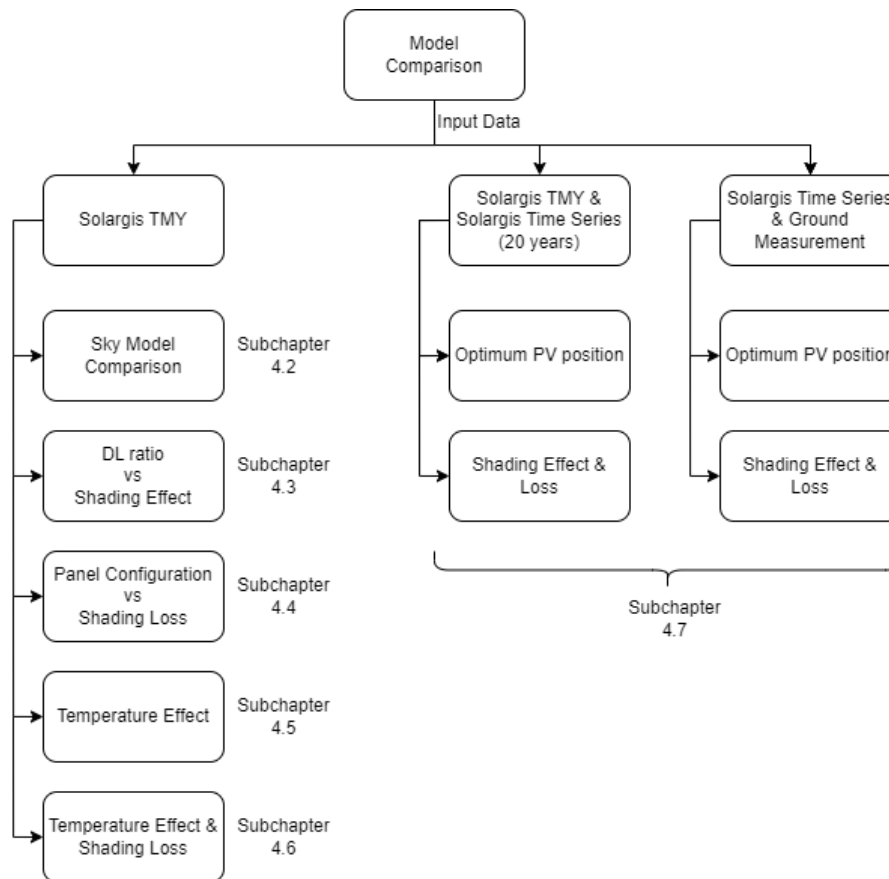 Model
Comparison
Input Data
Solargis TMY
Solargis TMY &
Solargis Time Series
(20 years)
Solargis Time Series
& Ground
Measurement
Sky Model
Comparison
Subchapter
4.2
Optimum PV position
Optimum PV position
DL ratio
vs
Shading Effect
Subchapter
4.3
Shading Effect &
Loss
Shading Effect &
Loss
Panel Configuration
vs
Shading Loss
Subchapter
4.4
Subchapter
4.7
Temperature Effect
Subchapter
4.5
Temperature Effect &
Shading Loss
Subchapter
4.6